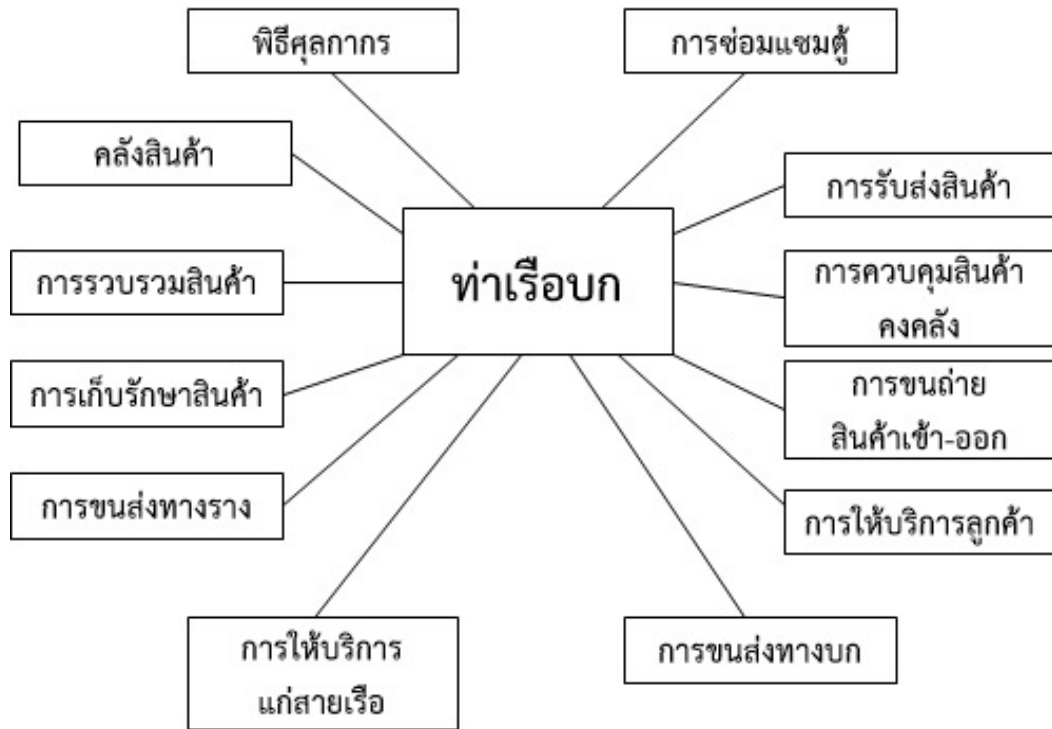 พิธีศุลกากร
การซ่อมแซมตู้
คลังสินค้า
การรับส่งสินค้า
ท่าเรือบก
การรวบรวมสินค้า
การควบคุมสินค้า
คงคลัง
การเก็บรักษาสินค้า
การขนถ่าย
สินค้าเข้า-ออก
การขนส่งทางราง
การให้บริการลูกค้า
การให้บริการ
แก่สายเรือ
การขนส่งทางบก